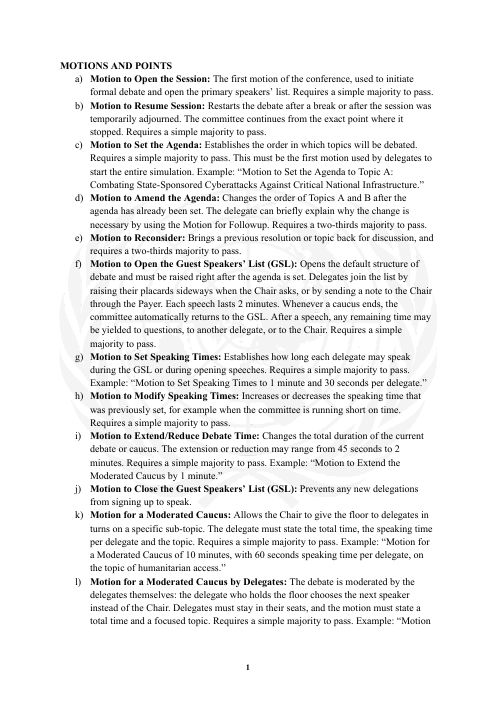 MOTIONS AND POINTS
a) Motion to Open the Session: The first motion of the conference, used to initiate
formal debate and open the primary speakers' list. Requires a simple majority to pass.
b) Motion to Resume Session: Restarts the debate after a break or after the session was
temporarily adjourned. The committee continues from the exact point where it
stopped. Requires a simple majority to pass.
c) Motion to Set the Agenda: Establishes the order in which topics will be debated.
Requires a simple majority to pass. This must be the first motion used by delegates to
start the entire simulation. Example: “Motion to Set the Agenda to Topic A:
Combating State-Sponsored Cyberattacks Against Critical National Infrastructure.”
d) Motion to Amend the Agenda: Changes the order of Topics A and B after the
agenda has already been set. The delegate can briefly explain why the change is
necessary by using the Motion for Followup. Requires a two-thirds majority to pass.
e) Motion to Reconsider: Brings a previous resolution or topic back for discussion, and
requires a two-thirds majority to pass.
f) Motion to Open the Guest Speakers' List (GSL): Opens the default structure of
debate and must be raised right after the agenda is set. Delegates join the list by
raising their placards sideways when the Chair asks, or by sending a note to the Chair
through the Payer. Each speech lasts 2 minutes. Whenever a caucus ends, the
committee automatically returns to the GSL. After a speech, any remaining time may
be yielded to questions, to another delegate, or to the Chair. Requires a simple
majority to pass.
g) Motion to Set Speaking Times: Establishes how long each delegate may speak
during the GSL or during opening speeches. Requires a simple majority to pass.
Example: “Motion to Set Speaking Times to 1 minute and 30 seconds per delegate.”
h) Motion to Modify Speaking Times: Increases or decreases the speaking time that
was previously set, for example when the committee is running short on time.
Requires a simple majority to pass.
i) Motion to Extend/Reduce Debate Time: Changes the total duration of the current
debate or caucus. The extension or reduction may range from 45 seconds to 2
minutes. Requires a simple majority to pass. Example: “Motion to Extend the
Moderated Caucus by 1 minute.”
j) Motion to Close the Guest Speakers' List (GSL): Prevents any new delegations
from signing up to speak.
k) Motion for a Moderated Caucus: Allows the Chair to give the floor to delegates in
turns on a specific sub-topic. The delegate must state the total time, the speaking time
per delegate and the topic. Requires a simple majority to pass. Example: “Motion for
a Moderated Caucus of 10 minutes, with 60 seconds speaking time per delegate, on
the topic of humanitarian access.”
l) Motion for a Moderated Caucus by Delegates: The debate is moderated by the
delegates themselves: the delegate who holds the floor chooses the next speaker
instead of the Chair. Delegates must stay in their seats, and the motion must state a
total time and a focused topic. Requires a simple majority to pass. Example: “Motion
1